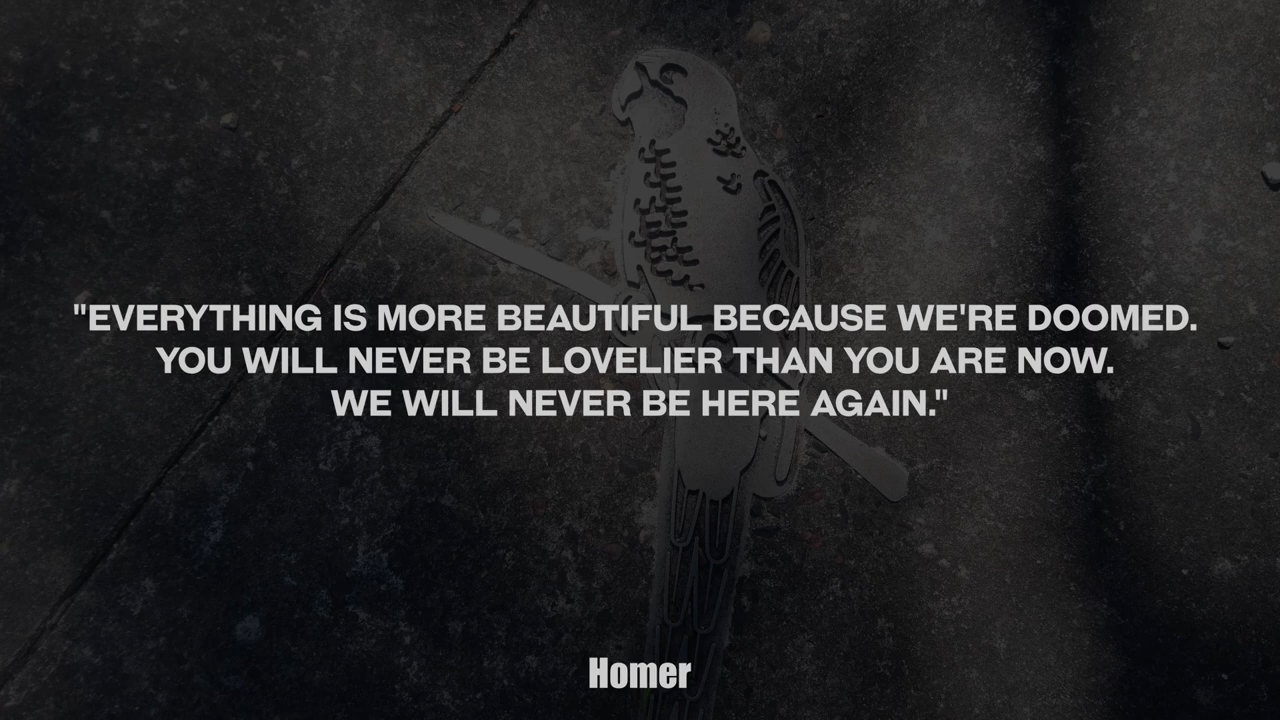 "EVERYTHING IS MORE BEAUTIFUL BECAUSE WE'RE DOOMED.
YOU WILL NEVER BE LOVELIER THAN YOU ARE NOW.
WE WILL NEVER BE HERE AGAIN."
Homer